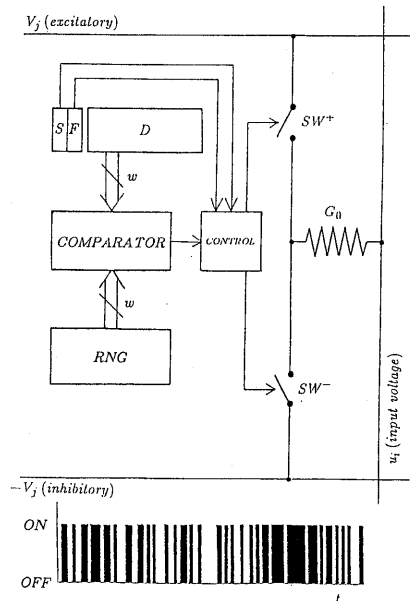 V_j (excitatory)
S F D
SW+
w
G_0
COMPARATOR
CONTROL
w
RNG
SW−
u_i (input voltage)
−V_j (inhibitory)
ON
OFF
t